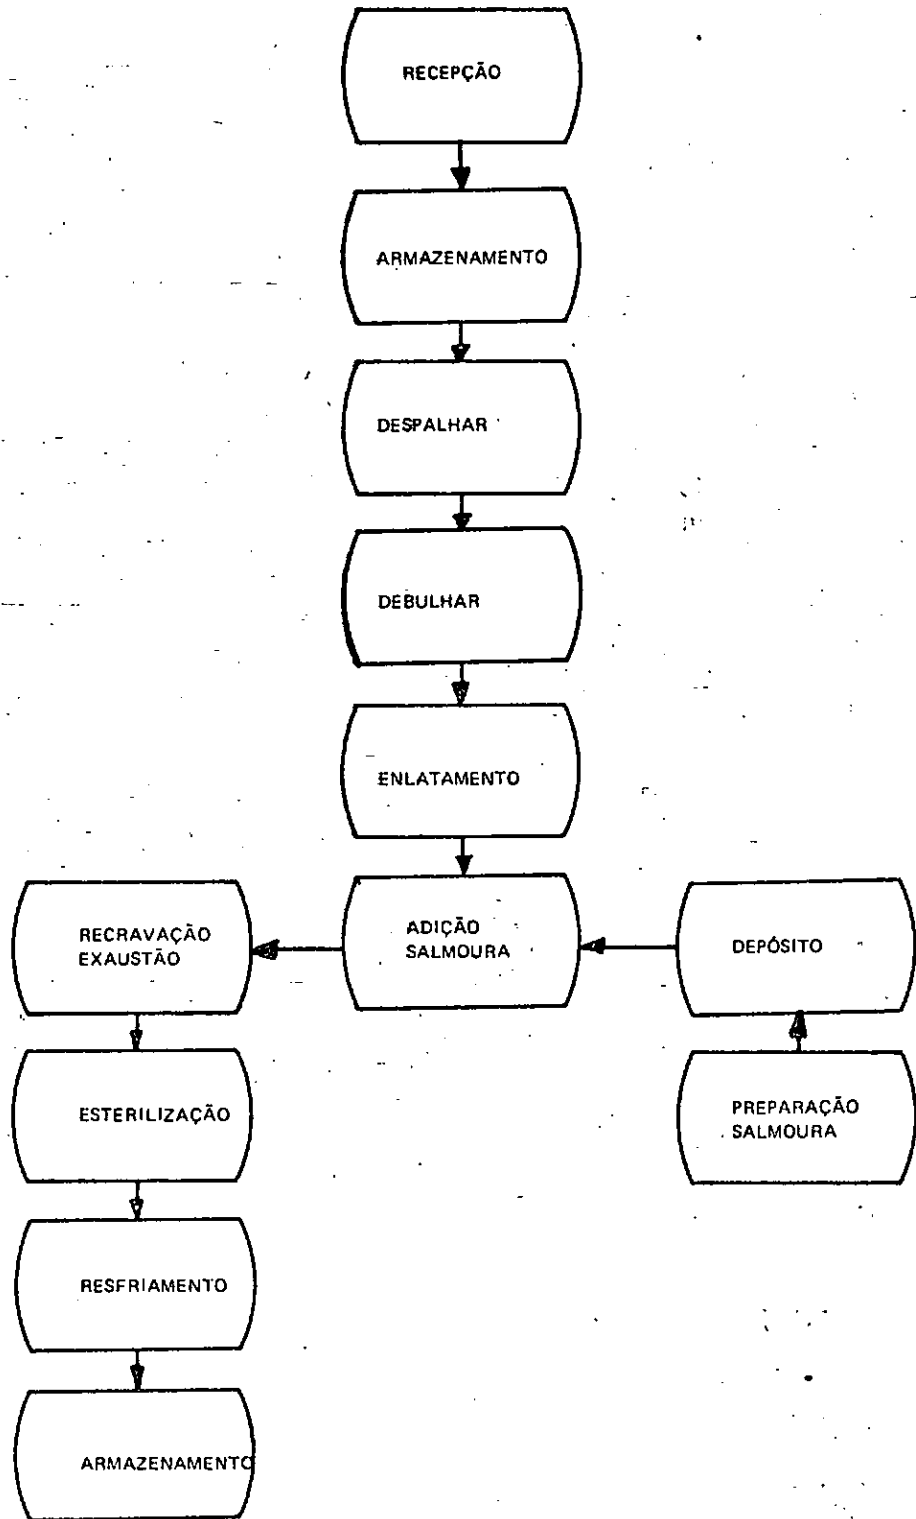 RECEPÇÃO
ARMAZENAMENTO
DESPALHAR
DEBULHAR
ENLATAMENTO
RECRAVAÇÃO
EXAUSTÃO
ADIÇÃO
SALMOURA
DEPÓSITO
ESTERILIZAÇÃO
PREPARAÇÃO
SALMOURA
RESFRIAMENTO
ARMAZENAMENTO